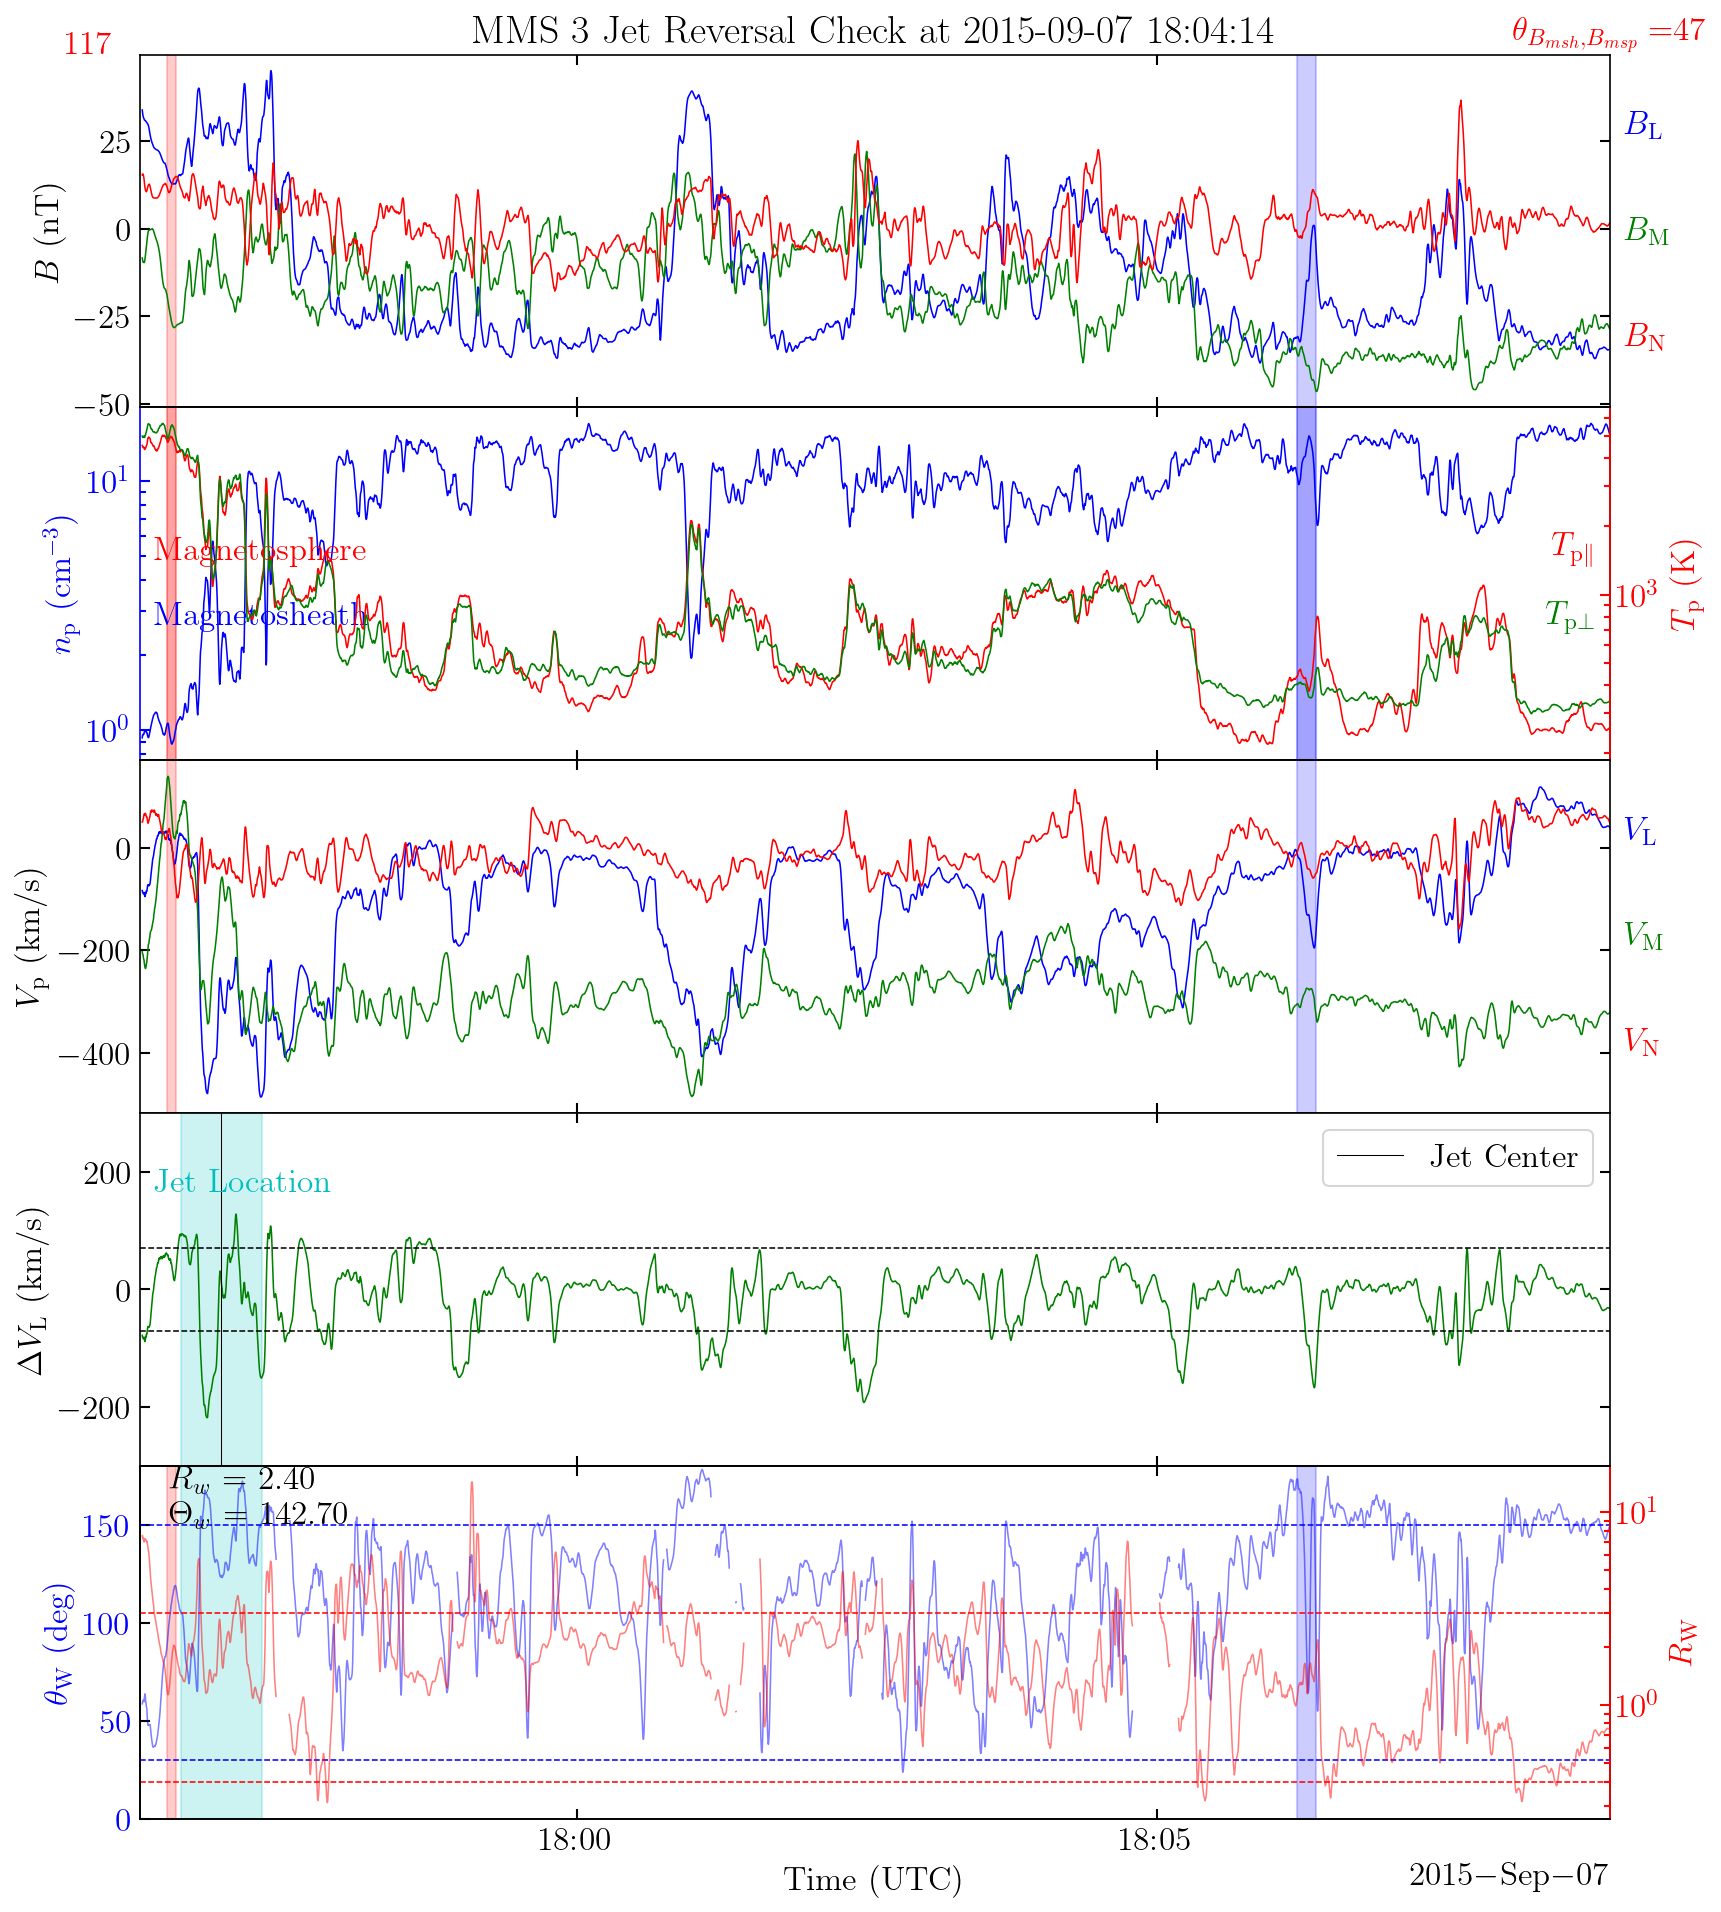 MMS 3 Jet Reversal Check at 2015-09-07 18:04:14
117
θ_{B_{msh},B_{msp}} =47
25
0
−25
−50
B (nT)
B_L
B_M
B_N
10^1
10^0
n_p (cm^{−3})
Magnetosphere
Magnetosheath
T_{p∥}
T_{p⊥}
10^3
T_p (K)
0
−200
−400
V_p (km/s)
V_L
V_M
V_N
200
0
−200
ΔV_L (km/s)
Jet Location
Jet Center
R_w = 2.40
Θ_w = 142.70
150
100
50
0
θ_W (deg)
10^1
10^0
R_W
18:00
18:05
Time (UTC)
2015−Sep−07